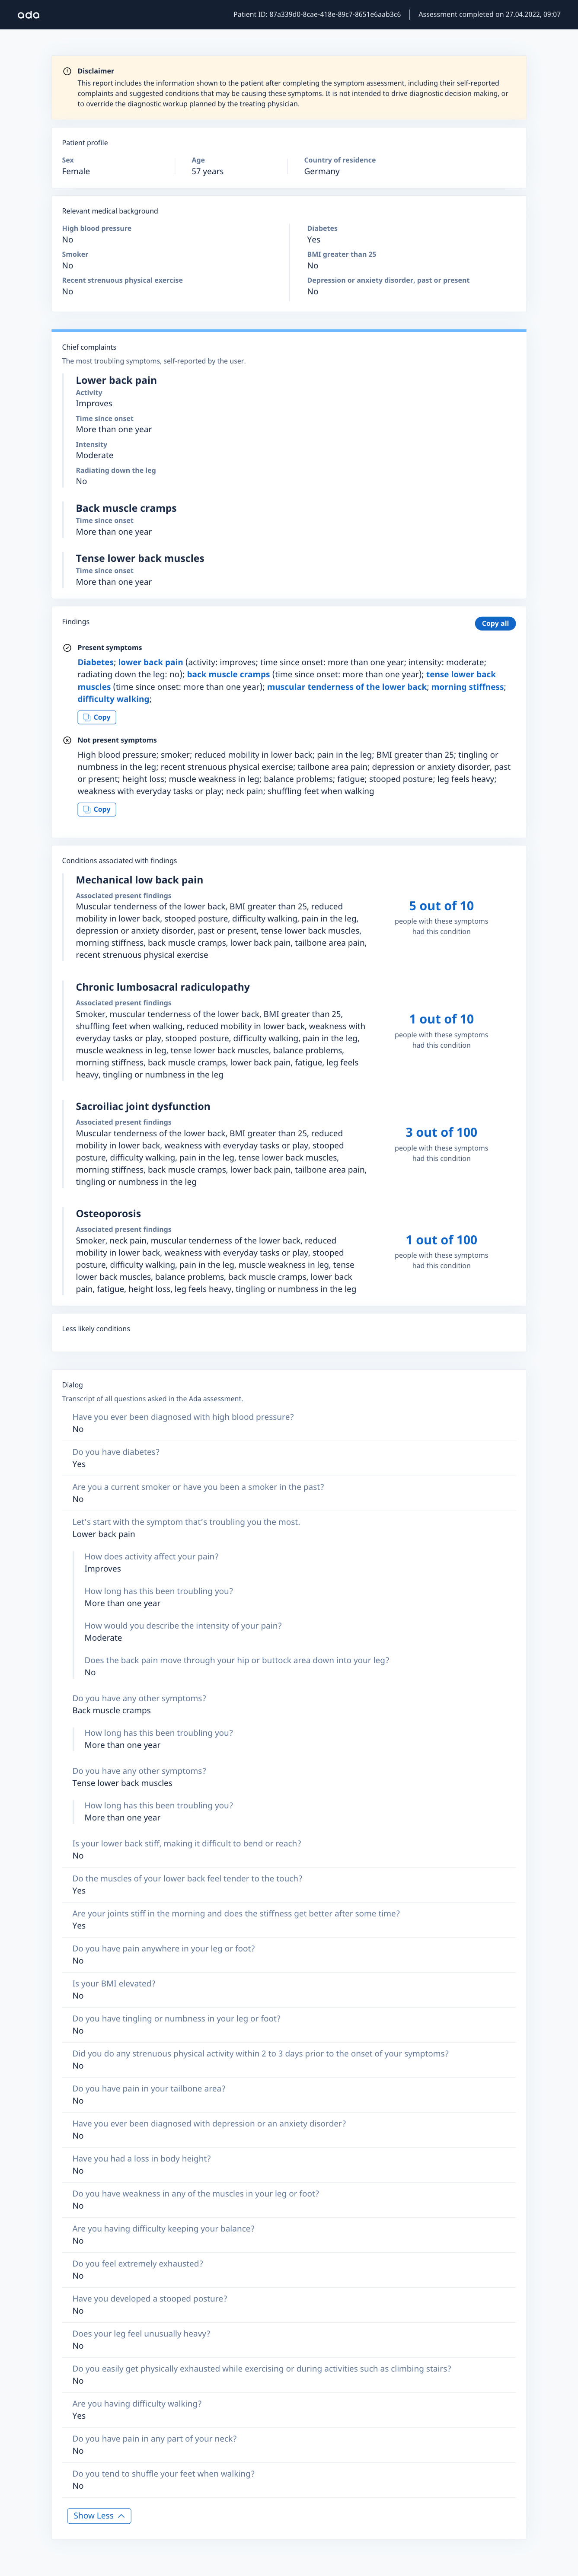 ada
Patient ID: 87a339d0-8cae-418e-89c7-8651e6aab3c6
Assessment completed on 27.04.2022, 09:07
Disclaimer
This report includes the information shown to the patient after completing the symptom assessment, including their self-reported
complaints and suggested conditions that may be causing these symptoms. It is not intended to drive diagnostic decision making, or
to override the diagnostic workup planned by the treating physician.
Patient profile
Sex
Female
Age
57 years
Country of residence
Germany
Relevant medical background
High blood pressure
No
Smoker
No
Recent strenuous physical exercise
No
Diabetes
Yes
BMI greater than 25
No
Depression or anxiety disorder, past or present
No
Chief complaints
The most troubling symptoms, self-reported by the user.
Lower back pain
Activity
Improves
Time since onset
More than one year
Intensity
Moderate
Radiating down the leg
No
Back muscle cramps
Time since onset
More than one year
Tense lower back muscles
Time since onset
More than one year
Findings
Copy all
Present symptoms
Diabetes; lower back pain (activity: improves; time since onset: more than one year; intensity: moderate;
radiating down the leg: no); back muscle cramps (time since onset: more than one year); tense lower back
muscles (time since onset: more than one year); muscular tenderness of the lower back; morning stiffness;
difficulty walking;
Copy
Not present symptoms
High blood pressure; smoker; reduced mobility in lower back; pain in the leg; BMI greater than 25; tingling or
numbness in the leg; recent strenuous physical exercise; tailbone area pain; depression or anxiety disorder, past
or present; height loss; muscle weakness in leg; balance problems; fatigue; stooped posture; leg feels heavy;
weakness with everyday tasks or play; neck pain; shuffling feet when walking
Copy
Conditions associated with findings
Mechanical low back pain
Associated present findings
Muscular tenderness of the lower back, BMI greater than 25, reduced
mobility in lower back, stooped posture, difficulty walking, pain in the leg,
depression or anxiety disorder, past or present, tense lower back muscles,
morning stiffness, back muscle cramps, lower back pain, tailbone area pain,
recent strenuous physical exercise
5 out of 10
people with these symptoms
had this condition
Chronic lumbosacral radiculopathy
Associated present findings
Smoker, muscular tenderness of the lower back, BMI greater than 25,
shuffling feet when walking, reduced mobility in lower back, weakness with
everyday tasks or play, stooped posture, difficulty walking, pain in the leg,
muscle weakness in leg, tense lower back muscles, balance problems,
morning stiffness, back muscle cramps, lower back pain, fatigue, leg feels
heavy, tingling or numbness in the leg
1 out of 10
people with these symptoms
had this condition
Sacroiliac joint dysfunction
Associated present findings
Muscular tenderness of the lower back, BMI greater than 25, reduced
mobility in lower back, weakness with everyday tasks or play, stooped
posture, difficulty walking, pain in the leg, tense lower back muscles,
morning stiffness, back muscle cramps, lower back pain, tailbone area pain,
tingling or numbness in the leg
3 out of 100
people with these symptoms
had this condition
Osteoporosis
Associated present findings
Smoker, neck pain, muscular tenderness of the lower back, reduced
mobility in lower back, weakness with everyday tasks or play, stooped
posture, difficulty walking, pain in the leg, muscle weakness in leg, tense
lower back muscles, balance problems, back muscle cramps, lower back
pain, fatigue, height loss, leg feels heavy, tingling or numbness in the leg
1 out of 100
people with these symptoms
had this condition
Less likely conditions
Dialog
Transcript of all questions asked in the Ada assessment.
Have you ever been diagnosed with high blood pressure?
No
Do you have diabetes?
Yes
Are you a current smoker or have you been a smoker in the past?
No
Let's start with the symptom that's troubling you the most.
Lower back pain
How does activity affect your pain?
Improves
How long has this been troubling you?
More than one year
How would you describe the intensity of your pain?
Moderate
Does the back pain move through your hip or buttock area down into your leg?
No
Do you have any other symptoms?
Back muscle cramps
How long has this been troubling you?
More than one year
Do you have any other symptoms?
Tense lower back muscles
How long has this been troubling you?
More than one year
Is your lower back stiff, making it difficult to bend or reach?
No
Do the muscles of your lower back feel tender to the touch?
Yes
Are your joints stiff in the morning and does the stiffness get better after some time?
Yes
Do you have pain anywhere in your leg or foot?
No
Is your BMI elevated?
No
Do you have tingling or numbness in your leg or foot?
No
Did you do any strenuous physical activity within 2 to 3 days prior to the onset of your symptoms?
No
Do you have pain in your tailbone area?
No
Have you ever been diagnosed with depression or an anxiety disorder?
No
Have you had a loss in body height?
No
Do you have weakness in any of the muscles in your leg or foot?
No
Are you having difficulty keeping your balance?
No
Do you feel extremely exhausted?
No
Have you developed a stooped posture?
No
Does your leg feel unusually heavy?
No
Do you easily get physically exhausted while exercising or during activities such as climbing stairs?
No
Are you having difficulty walking?
Yes
Do you have pain in any part of your neck?
No
Do you tend to shuffle your feet when walking?
No
Show Less